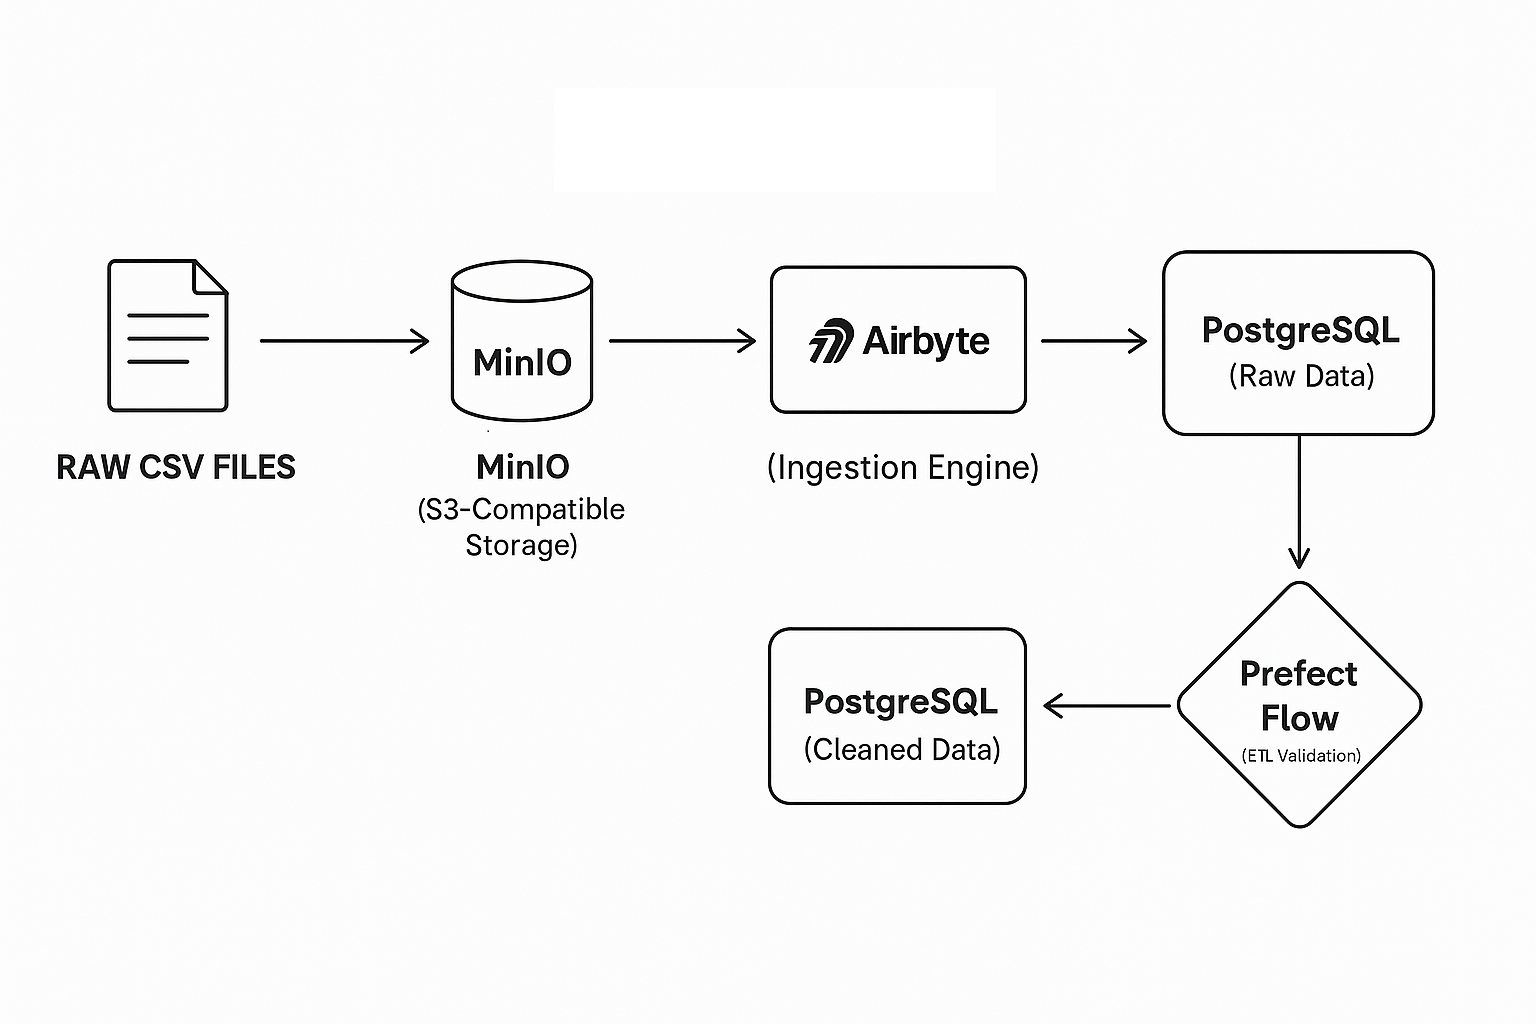 MinIO
Airbyte
PostgreSQL
(Raw Data)
RAW CSV FILES
MinIO
(S3-Compatible
Storage)
(Ingestion Engine)
PostgreSQL
(Cleaned Data)
Prefect
Flow
(ETL Validation)